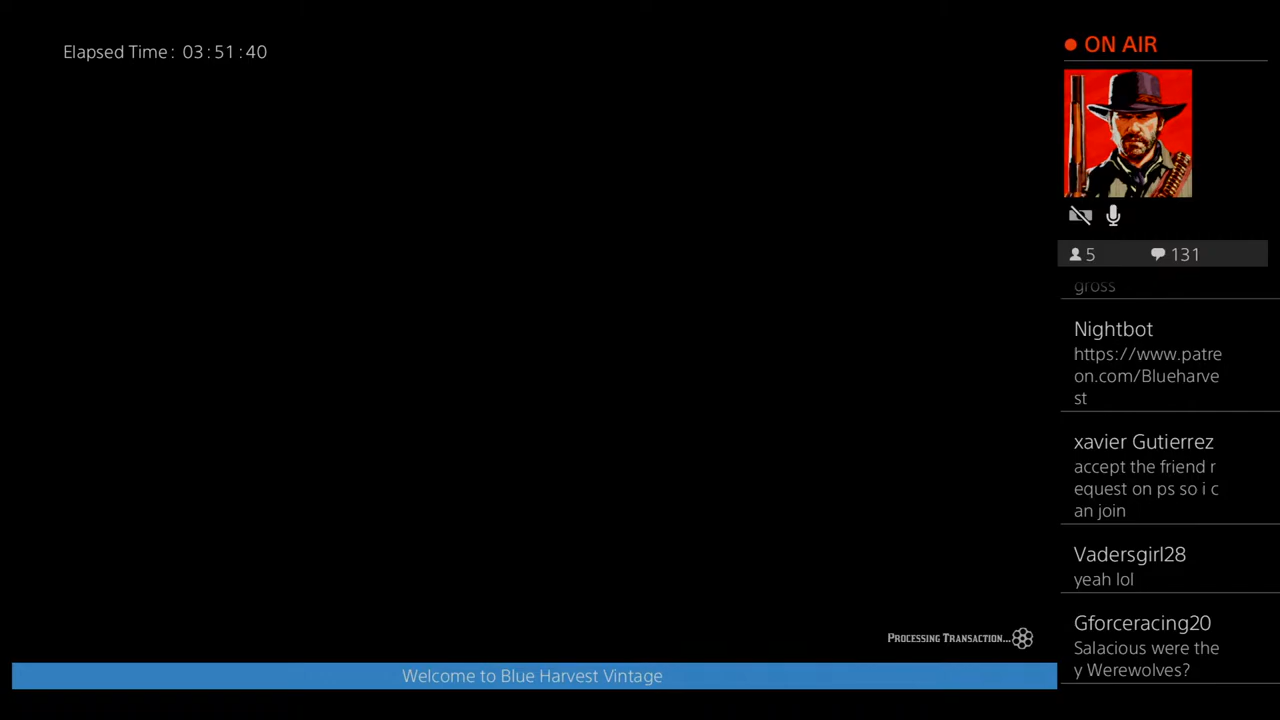 Elapsed Time: 03:51:40
ON AIR
5 131
gross
Nightbot
https://www.patre
on.com/Blueharve
st
xavier Gutierrez
accept the friend r
equest on ps so i c
an join
Vadersgirl28
yeah lol
Gforceracing20
Salacious were the
y Werewolves?
Processing Transaction...
Welcome to Blue Harvest Vintage